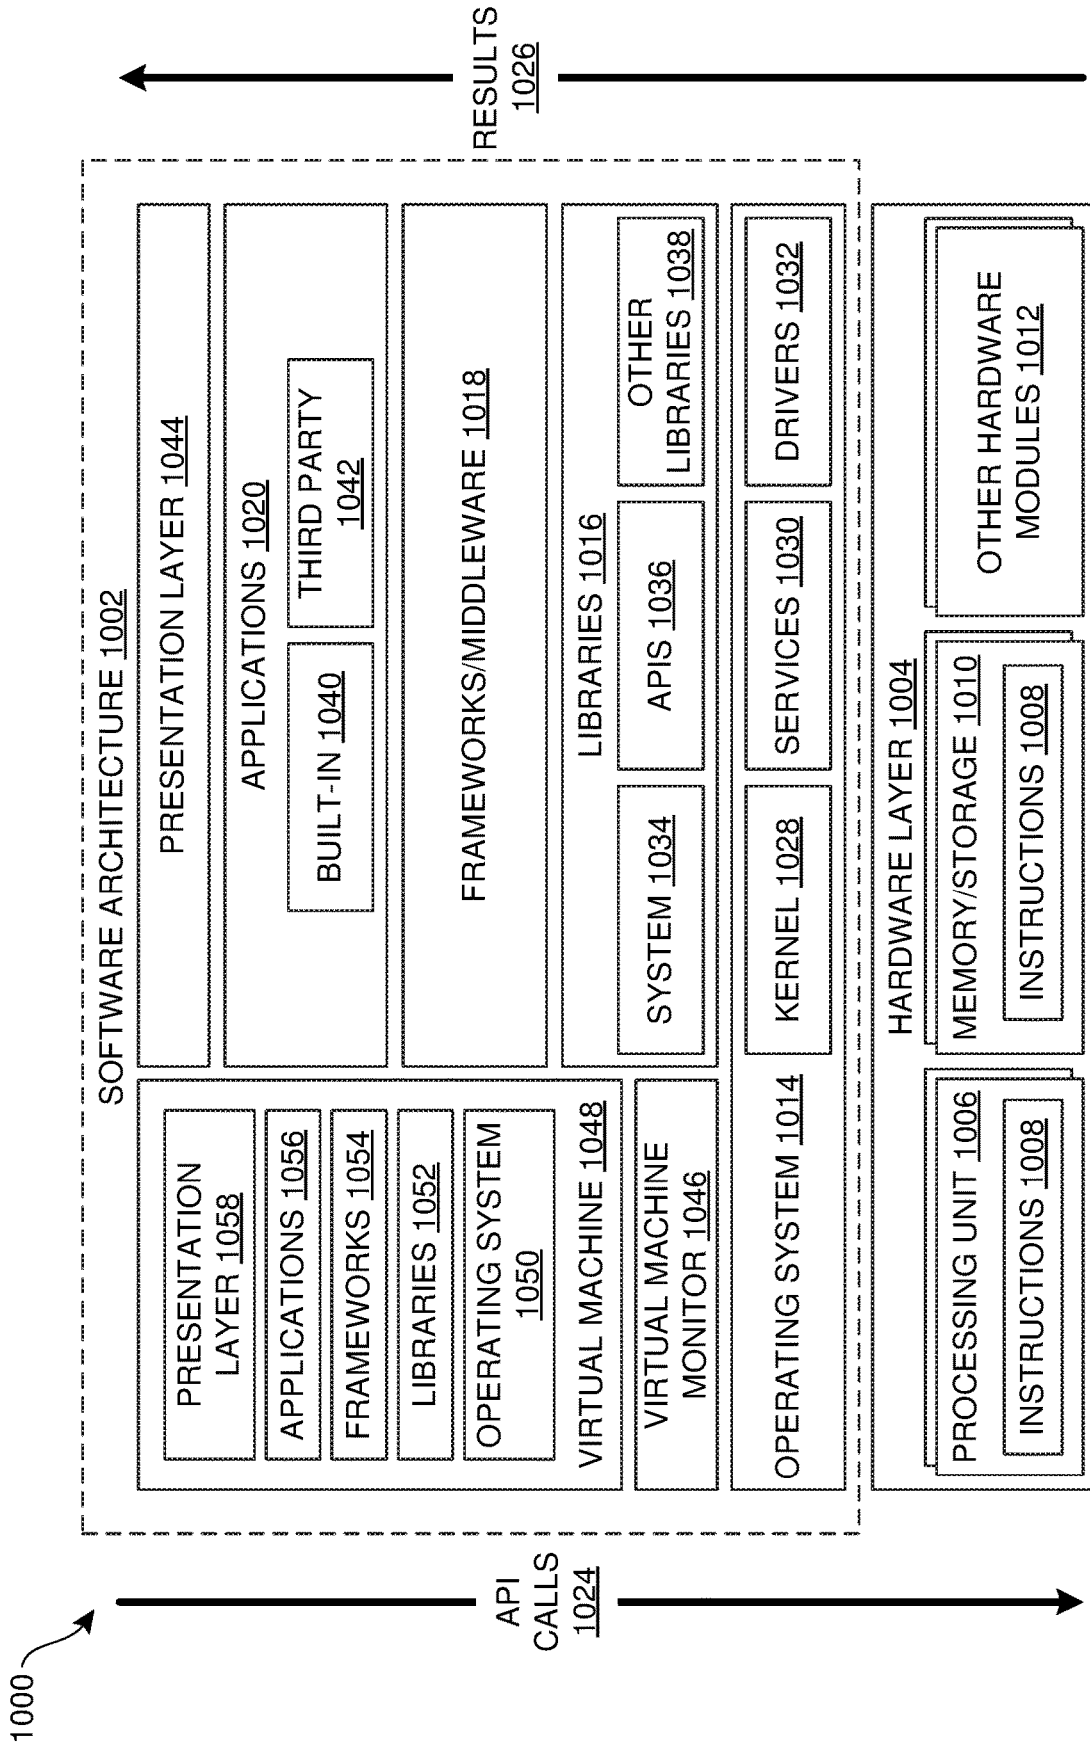 1000
SOFTWARE ARCHITECTURE 1002
PRESENTATION
LAYER 1058
APPLICATIONS 1056
FRAMEWORKS 1054
LIBRARIES 1052
OPERATING SYSTEM
1050
VIRTUAL MACHINE 1048
VIRTUAL MACHINE
MONITOR 1046
PRESENTATION LAYER 1044
APPLICATIONS 1020
BUILT-IN 1040
THIRD PARTY
1042
FRAMEWORKS/MIDDLEWARE 1018
LIBRARIES 1016
SYSTEM 1034
APIS 1036
OTHER
LIBRARIES 1038
OPERATING SYSTEM 1014
KERNEL 1028
SERVICES 1030
DRIVERS 1032
HARDWARE LAYER 1004
PROCESSING UNIT 1006
INSTRUCTIONS 1008
MEMORY/STORAGE 1010
INSTRUCTIONS 1008
OTHER HARDWARE
MODULES 1012
API
CALLS
1024
RESULTS
1026